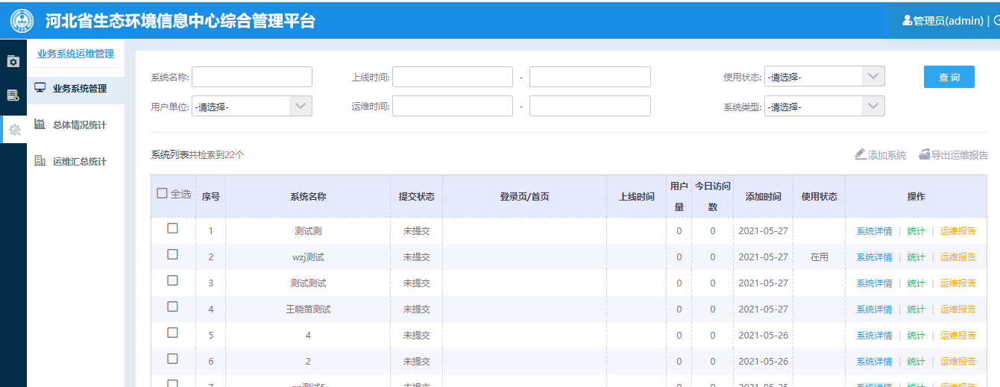 河北省生态环境信息中心综合管理平台
管理员(admin) |
业务系统运维管理
业务系统管理
总体情况统计
运维汇总统计
系统名称: 上线时间: - 使用状态: -请选择- 查 询
用户单位: -请选择- 运维时间: - 系统类型: -请选择-
系统列表共检索到22个 添加系统 导出运维报告
全选 序号 系统名称 提交状态 登录页/首页 上线时间 用户量 今日访问数 添加时间 使用状态 操作
1 测试测 未提交 0 0 2021-05-27 系统详情 | 统计 | 运维报告
2 wzj测试 未提交 0 0 2021-05-27 在用 系统详情 | 统计 | 运维报告
3 测试测试 未提交 0 0 2021-05-27 系统详情 | 统计 | 运维报告
4 王晓苗测试 未提交 0 0 2021-05-27 系统详情 | 统计 | 运维报告
5 4 未提交 0 0 2021-05-26 系统详情 | 统计 | 运维报告
6 2 未提交 0 0 2021-05-26 系统详情 | 统计 | 运维报告